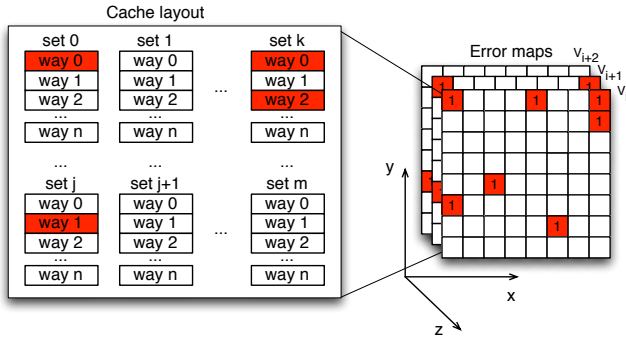 Cache layout
set 0 set 1 set k
way 0 way 0 way 0
way 1 way 1 ... way 1
way 2 way 2 way 2
... ... ...
way n way n way n
... ... ...
set j set j+1 set m
way 0 way 0 way 0
way 1 way 1 ... way 1
way 2 way 2 way 2
... ... ...
way n way n way n
Error maps
v_{i+2}
v_{i+1}
1 1
1 1 1
1
1 1
1
1
y
x
z